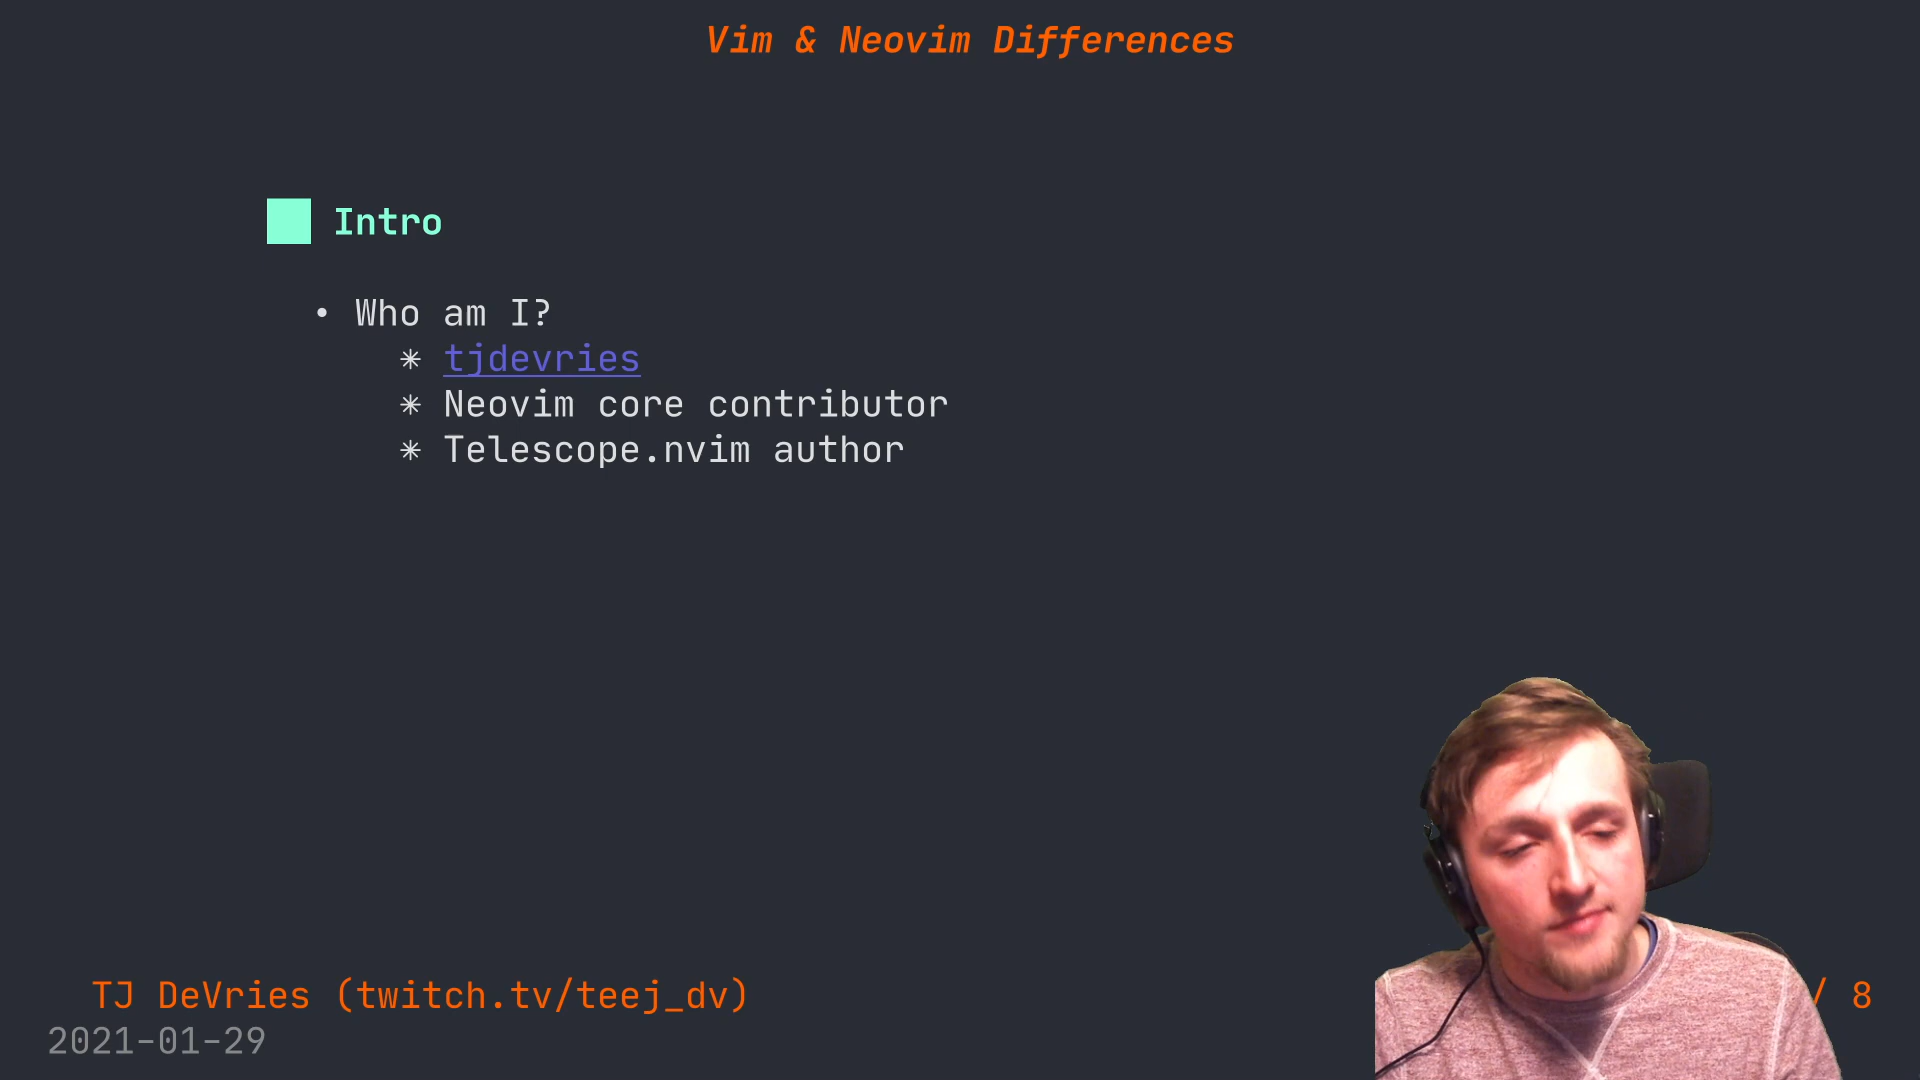 Vim & Neovim Differences
Intro
• Who am I?
✳ tjdevries
✳ Neovim core contributor
✳ Telescope.nvim author
TJ DeVries (twitch.tv/teej_dv)
/ 8
2021-01-29